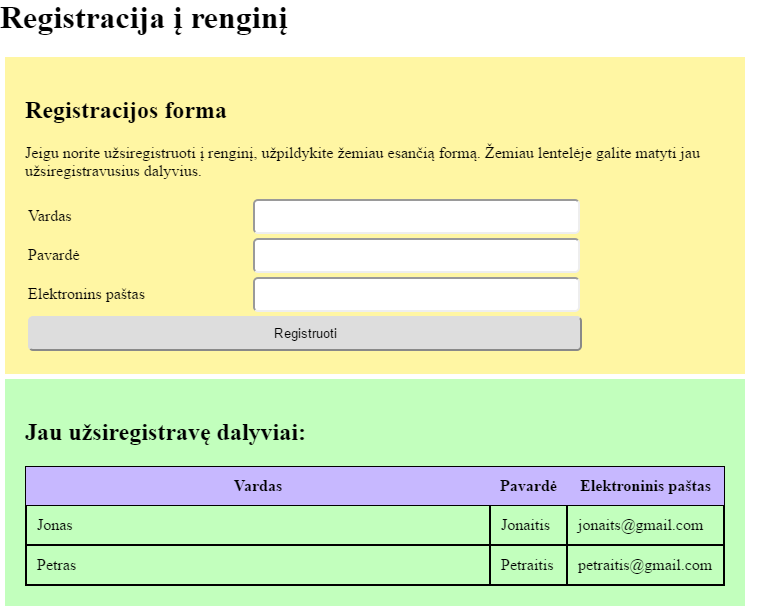 Registracija į renginį
Registracijos forma
Jeigu norite užsiregistruoti į renginį, užpildykite žemiau esančią formą. Žemiau lentelėje galite matyti jau
užsiregistravusius dalyvius.
Vardas
Pavardė
Elektronins paštas
Registruoti
Jau užsiregistravę dalyviai:
Vardas Pavardė Elektroninis paštas
Jonas Jonaitis jonaits@gmail.com
Petras Petraitis petraitis@gmail.com